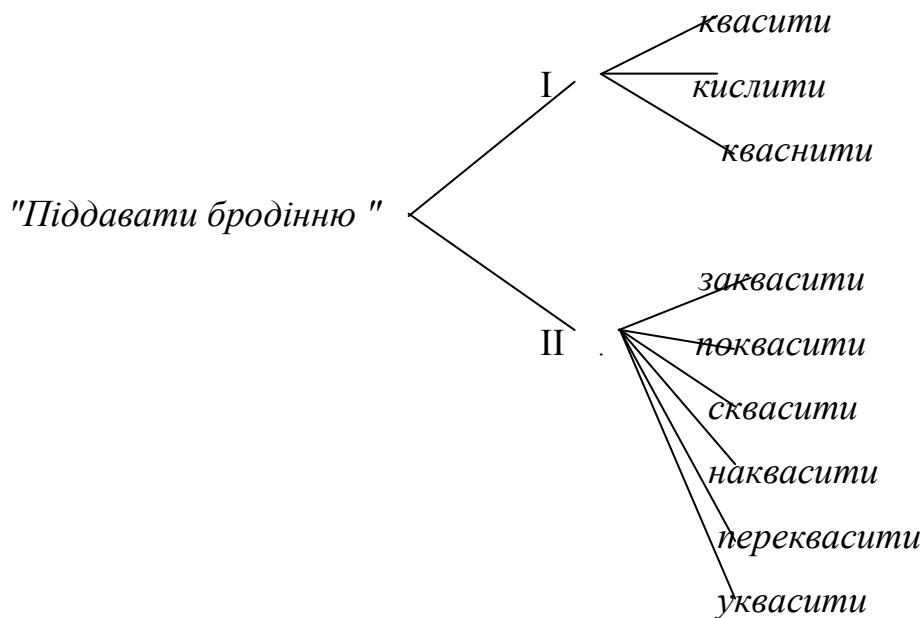 квасити
I
кислити
кваснити
"Піддавати бродінню "
заквасити
II .
поквасити
сквасити
наквасити
переквасити
уквасити